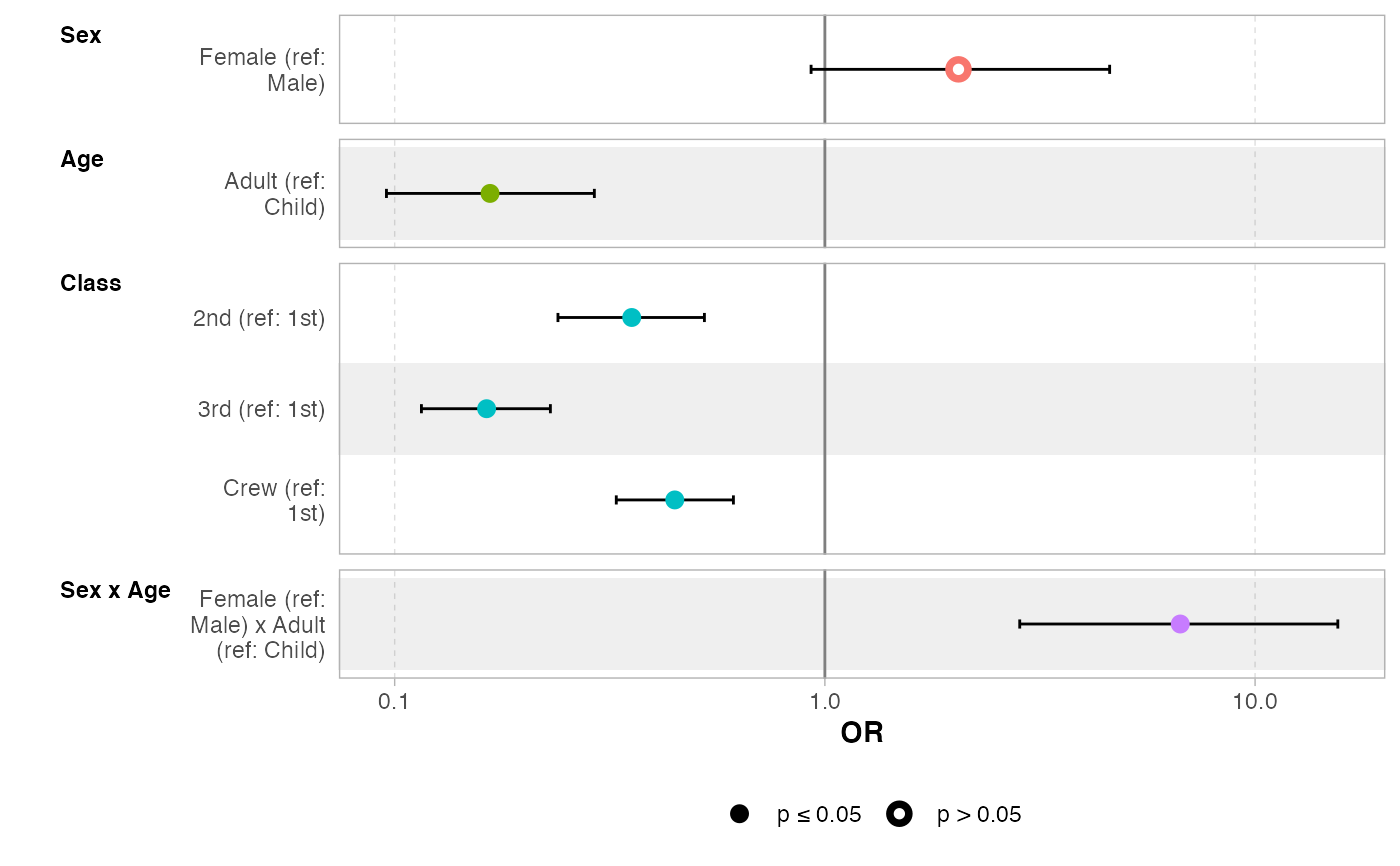 Sex
Female (ref:
Male)
Age
Adult (ref:
Child)
Class
2nd (ref: 1st)
3rd (ref: 1st)
Crew (ref:
1st)
Sex x Age
Female (ref:
Male) x Adult
(ref: Child)
0.1 1.0 10.0
OR
p ≤ 0.05 p > 0.05